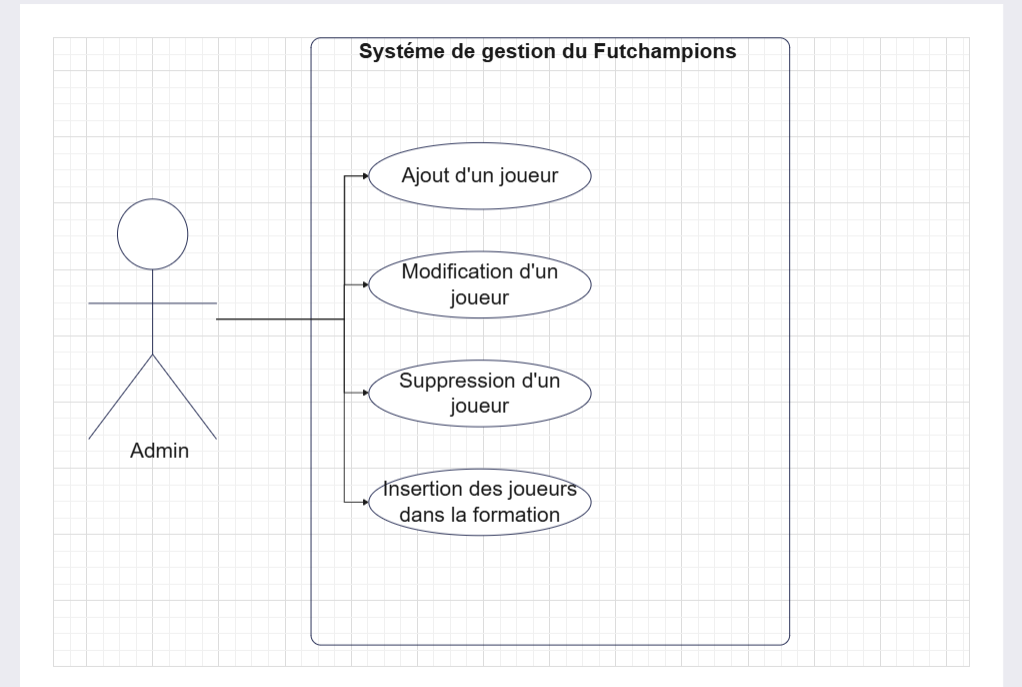 Systéme de gestion du Futchampions
Ajout d'un joueur
Modification d'un
joueur
Suppression d'un
joueur
Admin
Insertion des joueurs
dans la formation